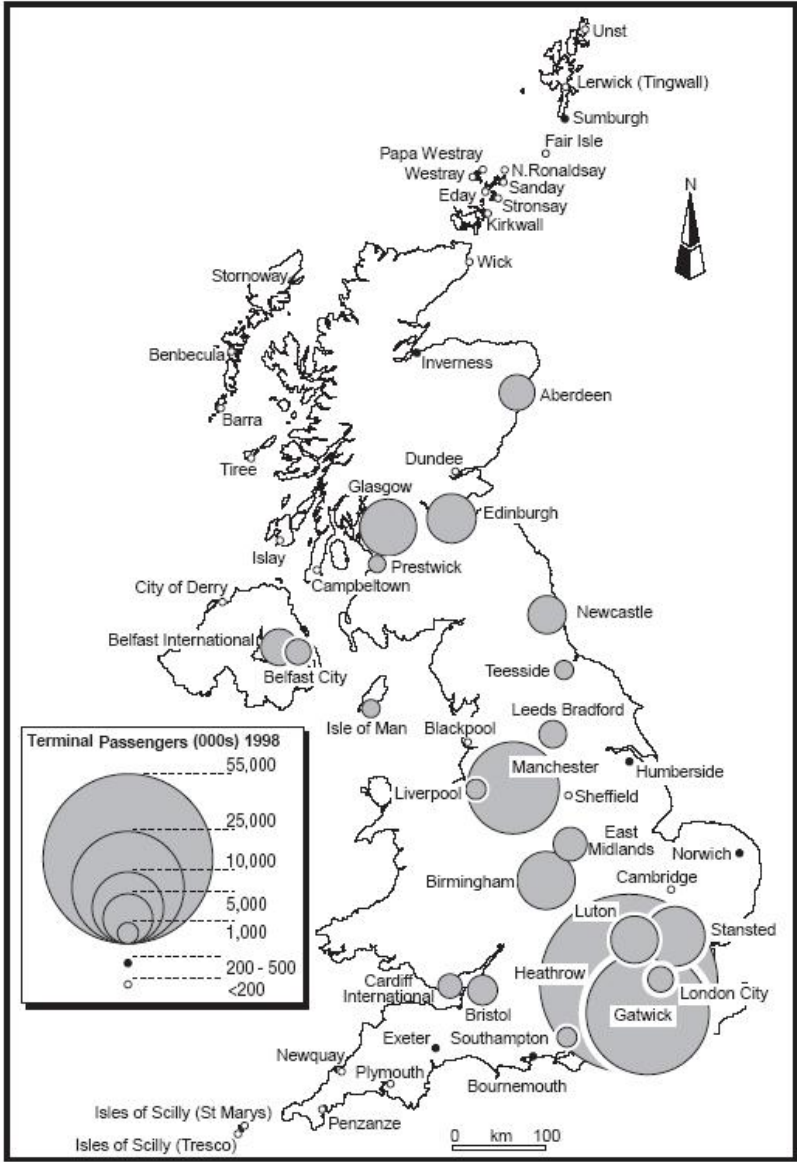 Unst
Lerwick (Tingwall)
Sumburgh
Fair Isle
Papa Westray
N.Ronaldsay
Westray
Sanday
Eday
Stronsay
Kirkwall
N
Wick
Stornoway
Benbecula
Inverness
Aberdeen
Barra
Tiree
Dundee
Glasgow
Edinburgh
Islay
Prestwick
Campbeltown
City of Derry
Newcastle
Belfast International
Belfast City
Teesside
Isle of Man
Blackpool
Leeds Bradford
Manchester
Humberside
Liverpool
Sheffield
East
Midlands
Norwich
Birmingham
Cambridge
Luton
Stansted
Heathrow
London City
Gatwick
Cardiff
International
Bristol
Southampton
Exeter
Bournemouth
Newquay
Plymouth
Isles of Scilly (St Marys)
Penzanze
Isles of Scilly (Tresco)
Terminal Passengers (000s) 1998
55,000
25,000
10,000
5,000
1,000
200 - 500
<200
0 km 100